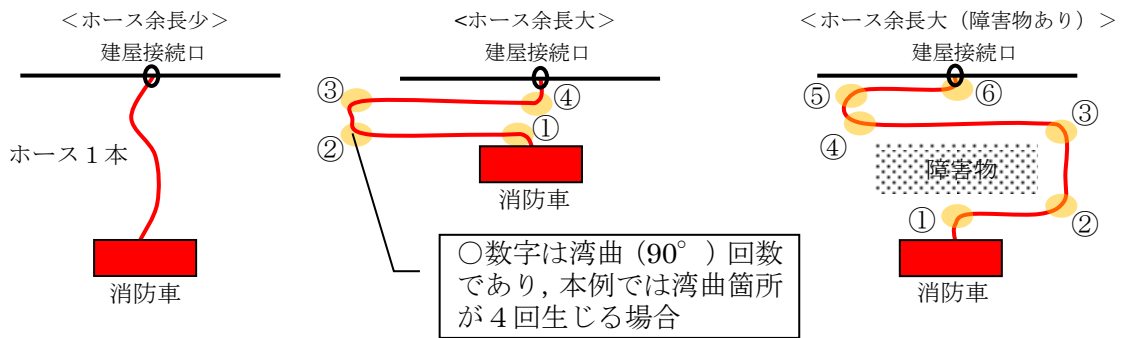 ＜ホース余長少＞
建屋接続口
ホース１本
消防車
<ホース余長大＞
建屋接続口
③
④
①
②
消防車
○数字は湾曲（90°）回数
であり，本例では湾曲箇所
が４回生じる場合
＜ホース余長大（障害物あり）＞
建屋接続口
⑤
⑥
③
④
障害物
①
②
消防車